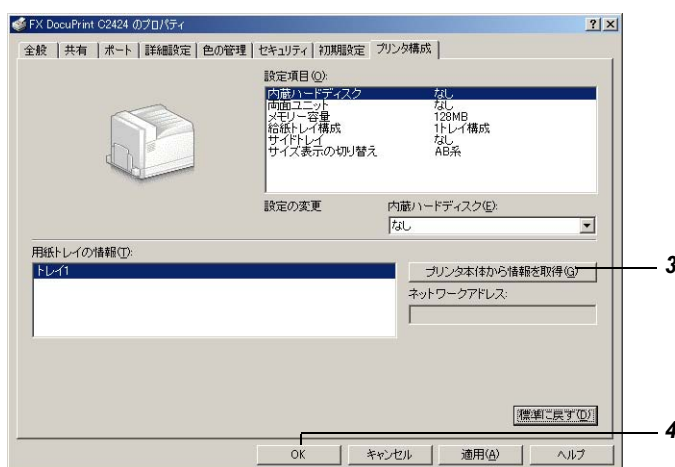 FX DocuPrint C2424 のプロパティ
全般 共有 ポート 詳細設定 色の管理 セキュリティ 初期設定 プリンタ構成
設定項目(O):
内蔵ハードディスク なし
両面ユニット なし
メモリー容量 128MB
給紙トレイ構成 1トレイ構成
サイドトレイ なし
サイズ表示の切り替え AB系
設定の変更 内蔵ハードディスク(E):
なし
用紙トレイの情報(T):
トレイ1
プリンタ本体から情報を取得(G) 3
ネットワークアドレス:
標準に戻す(D)
4
OK キャンセル 適用(A) ヘルプ